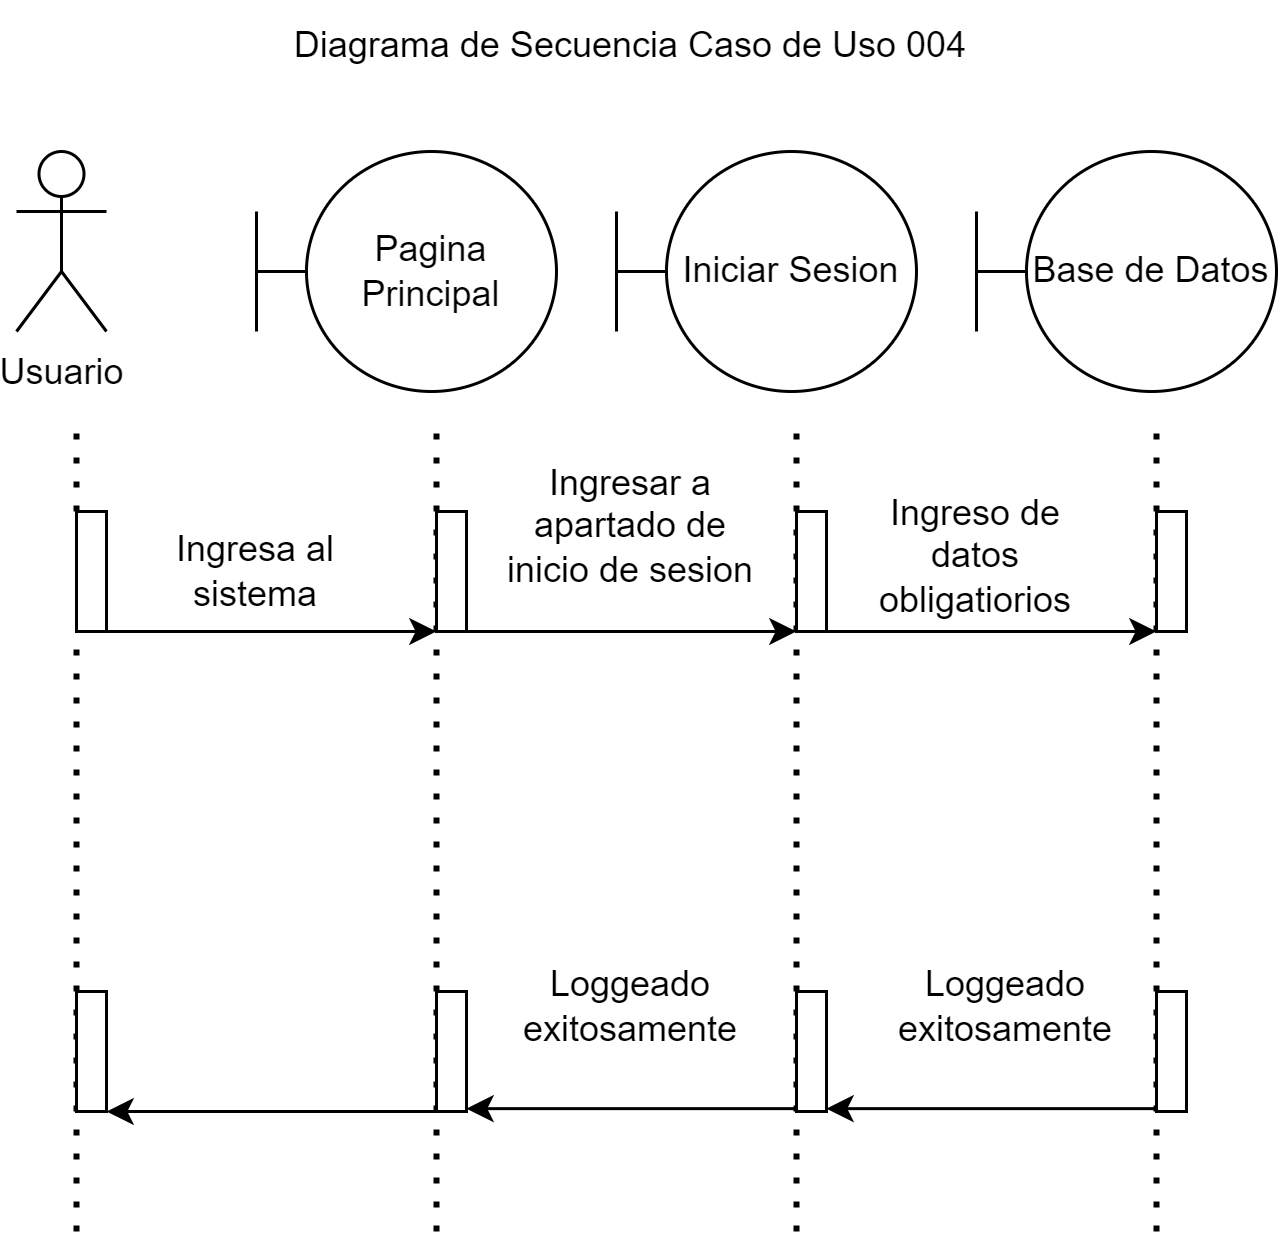 Diagrama de Secuencia Caso de Uso 004
Pagina
Principal
Iniciar Sesion
Base de Datos
Usuario
Ingresa al
sistema
Ingresar a
apartado de
inicio de sesion
Ingreso de
datos
obligatiorios
Loggeado
exitosamente
Loggeado
exitosamente